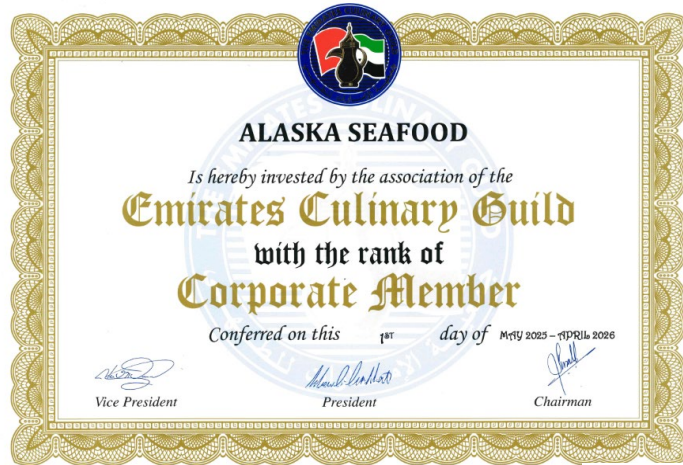 ALASKA SEAFOOD
Is hereby invested by the association of the
Emirates Culinary Guild
with the rank of
Corporate Member
Conferred on this 1ST day of MAY 2025 – APRIL 2026
Vice President President Chairman